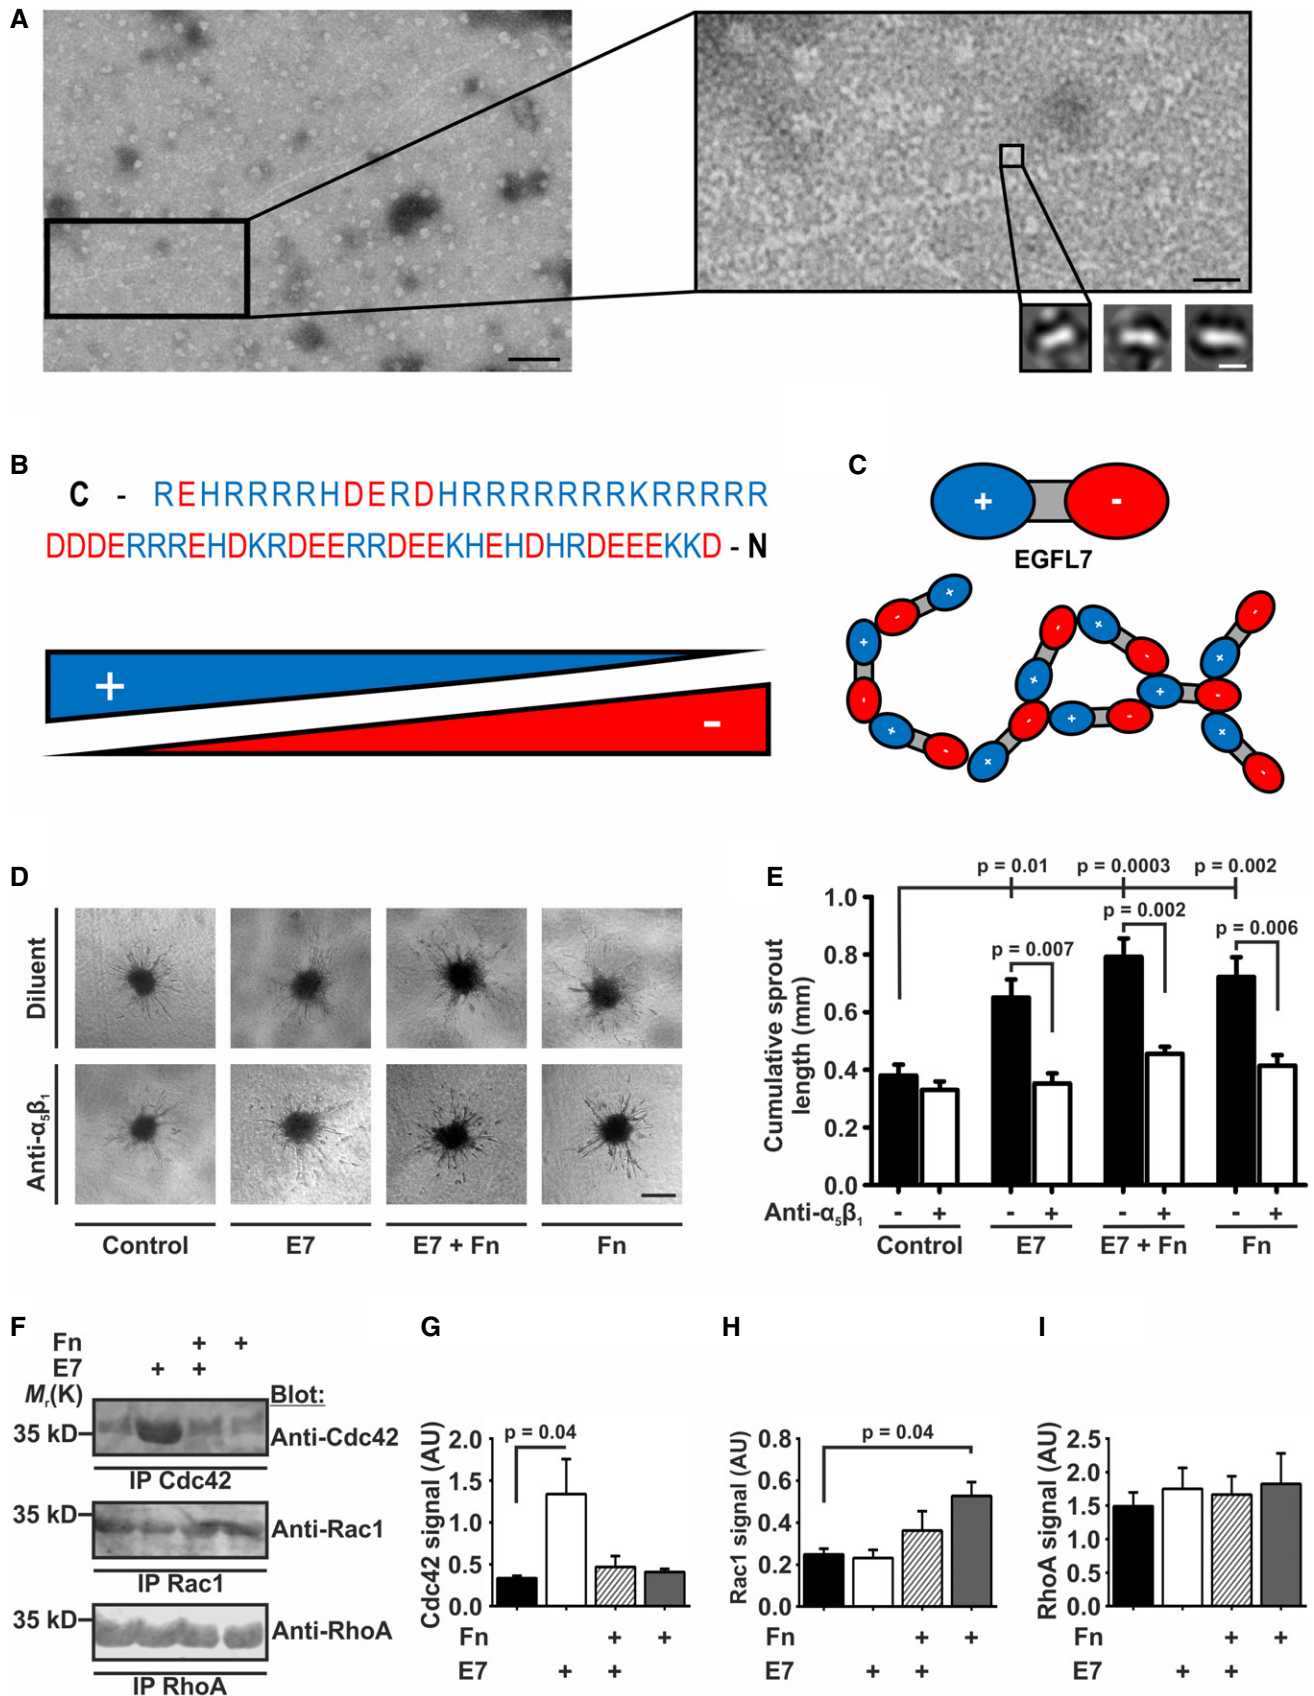 A
B
C - REHRRRRHDERDHRRRRRRRRKRRRRR
DDDERRREHDKRDEERRDEEKHEHDHRDEEEKKD - N
+
-
C
+ -
EGFL7
D
Diluent
Anti-α5β1
Control E7 E7 + Fn Fn
E
p = 0.01 p = 0.0003 p = 0.002
p = 0.007 p = 0.002 p = 0.006
Cumulative sprout
length (mm)
1.0
0.8
0.6
0.4
0.2
0.0
Anti-α5β1 - + - + - + - +
Control E7 E7 + Fn Fn
F
Fn + +
E7 + +
Mr(K) Blot:
35 kD Anti-Cdc42
IP Cdc42
35 kD Anti-Rac1
IP Rac1
35 kD Anti-RhoA
IP RhoA
G
Cdc42 signal (AU)
p = 0.04
2.0
1.5
1.0
0.5
0.0
Fn + +
E7 + +
H
Rac1 signal (AU)
p = 0.04
0.8
0.6
0.4
0.2
0.0
Fn + +
E7 + +
I
RhoA signal (AU)
2.5
2.0
1.5
1.0
0.5
0.0
Fn + +
E7 + +